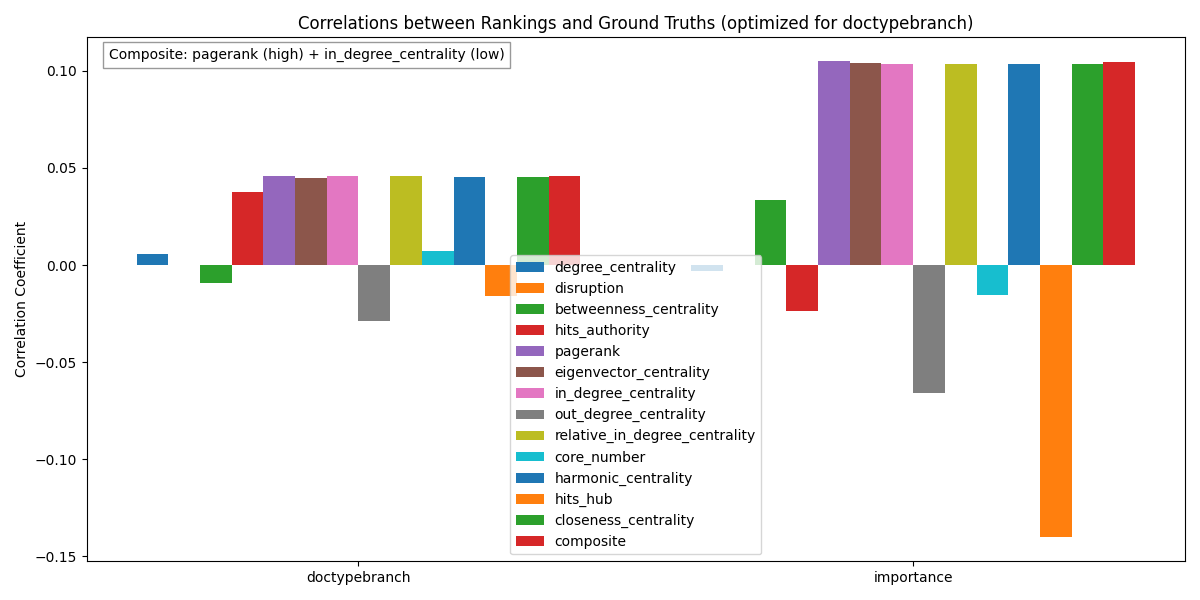 Correlations between Rankings and Ground Truths (optimized for doctypebranch)
Composite: pagerank (high) + in_degree_centrality (low)
Correlation Coefficient
0.10
0.05
0.00
−0.05
−0.10
−0.15
degree_centrality
disruption
betweenness_centrality
hits_authority
pagerank
eigenvector_centrality
in_degree_centrality
out_degree_centrality
relative_in_degree_centrality
core_number
harmonic_centrality
hits_hub
closeness_centrality
composite
doctypebranch
importance